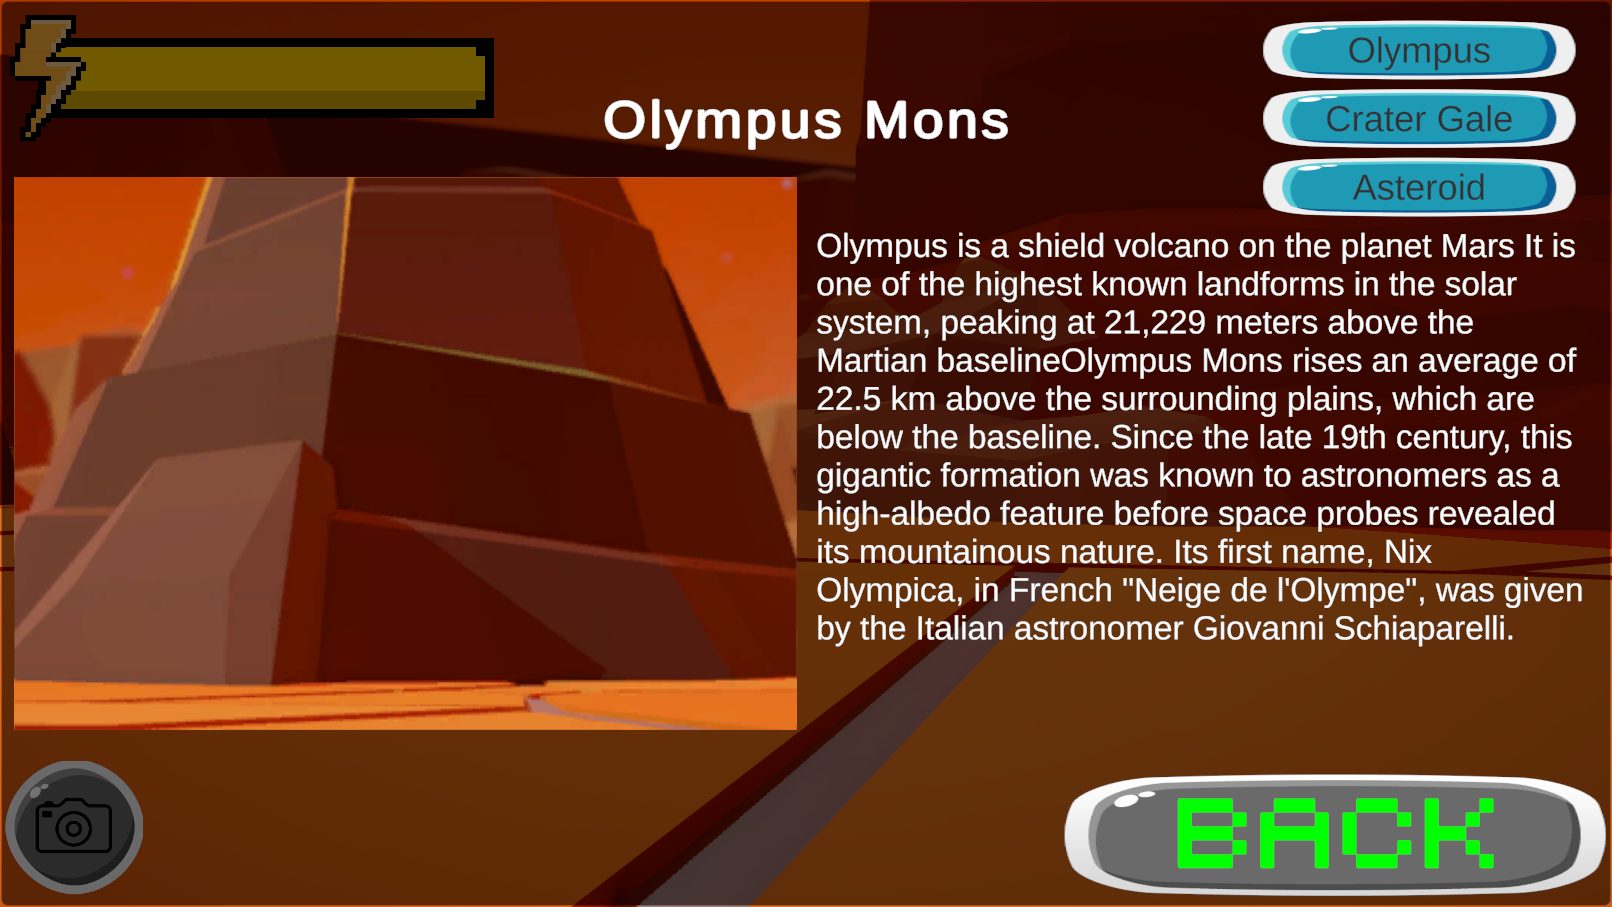 Olympus
Crater Gale
Asteroid
Olympus Mons
Olympus is a shield volcano on the planet Mars It is
one of the highest known landforms in the solar
system, peaking at 21,229 meters above the
Martian baselineOlympus Mons rises an average of
22.5 km above the surrounding plains, which are
below the baseline. Since the late 19th century, this
gigantic formation was known to astronomers as a
high-albedo feature before space probes revealed
its mountainous nature. Its first name, Nix
Olympica, in French "Neige de l'Olympe", was given
by the Italian astronomer Giovanni Schiaparelli.
BACK